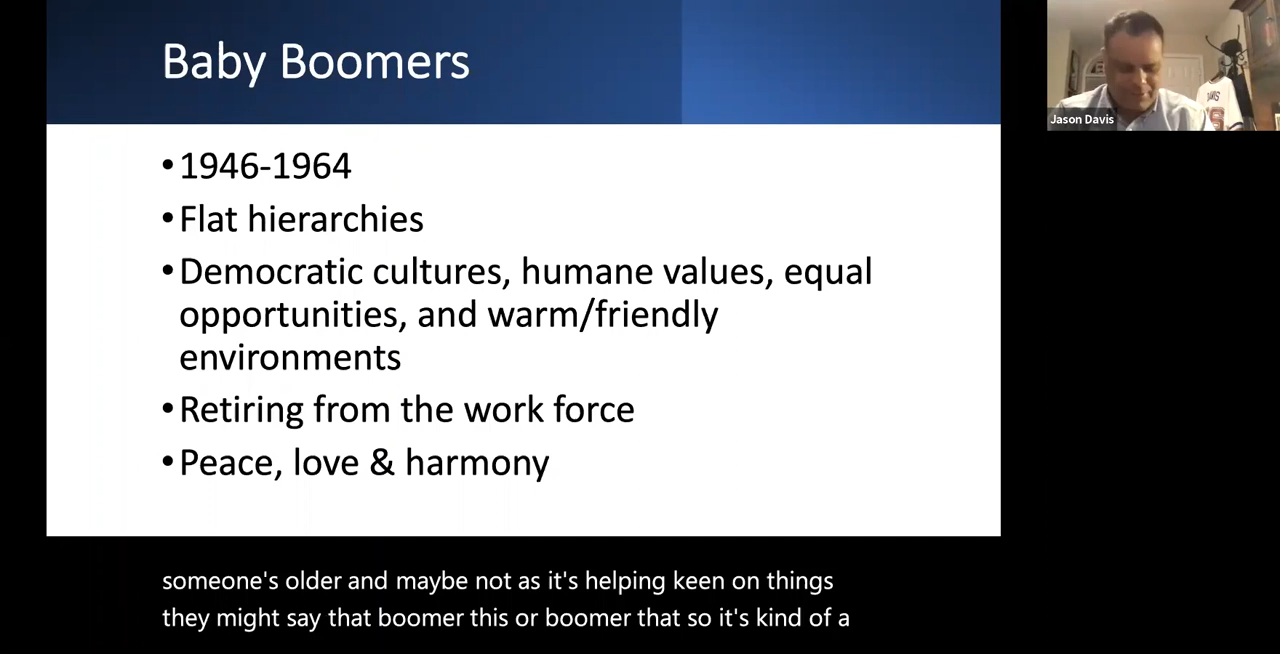 Baby Boomers
•1946-1964
•Flat hierarchies
•Democratic cultures, humane values, equal
opportunities, and warm/friendly
environments
•Retiring from the work force
•Peace, love & harmony
Jason Davis
someone's older and maybe not as it's helping keen on things
they might say that boomer this or boomer that so it's kind of a